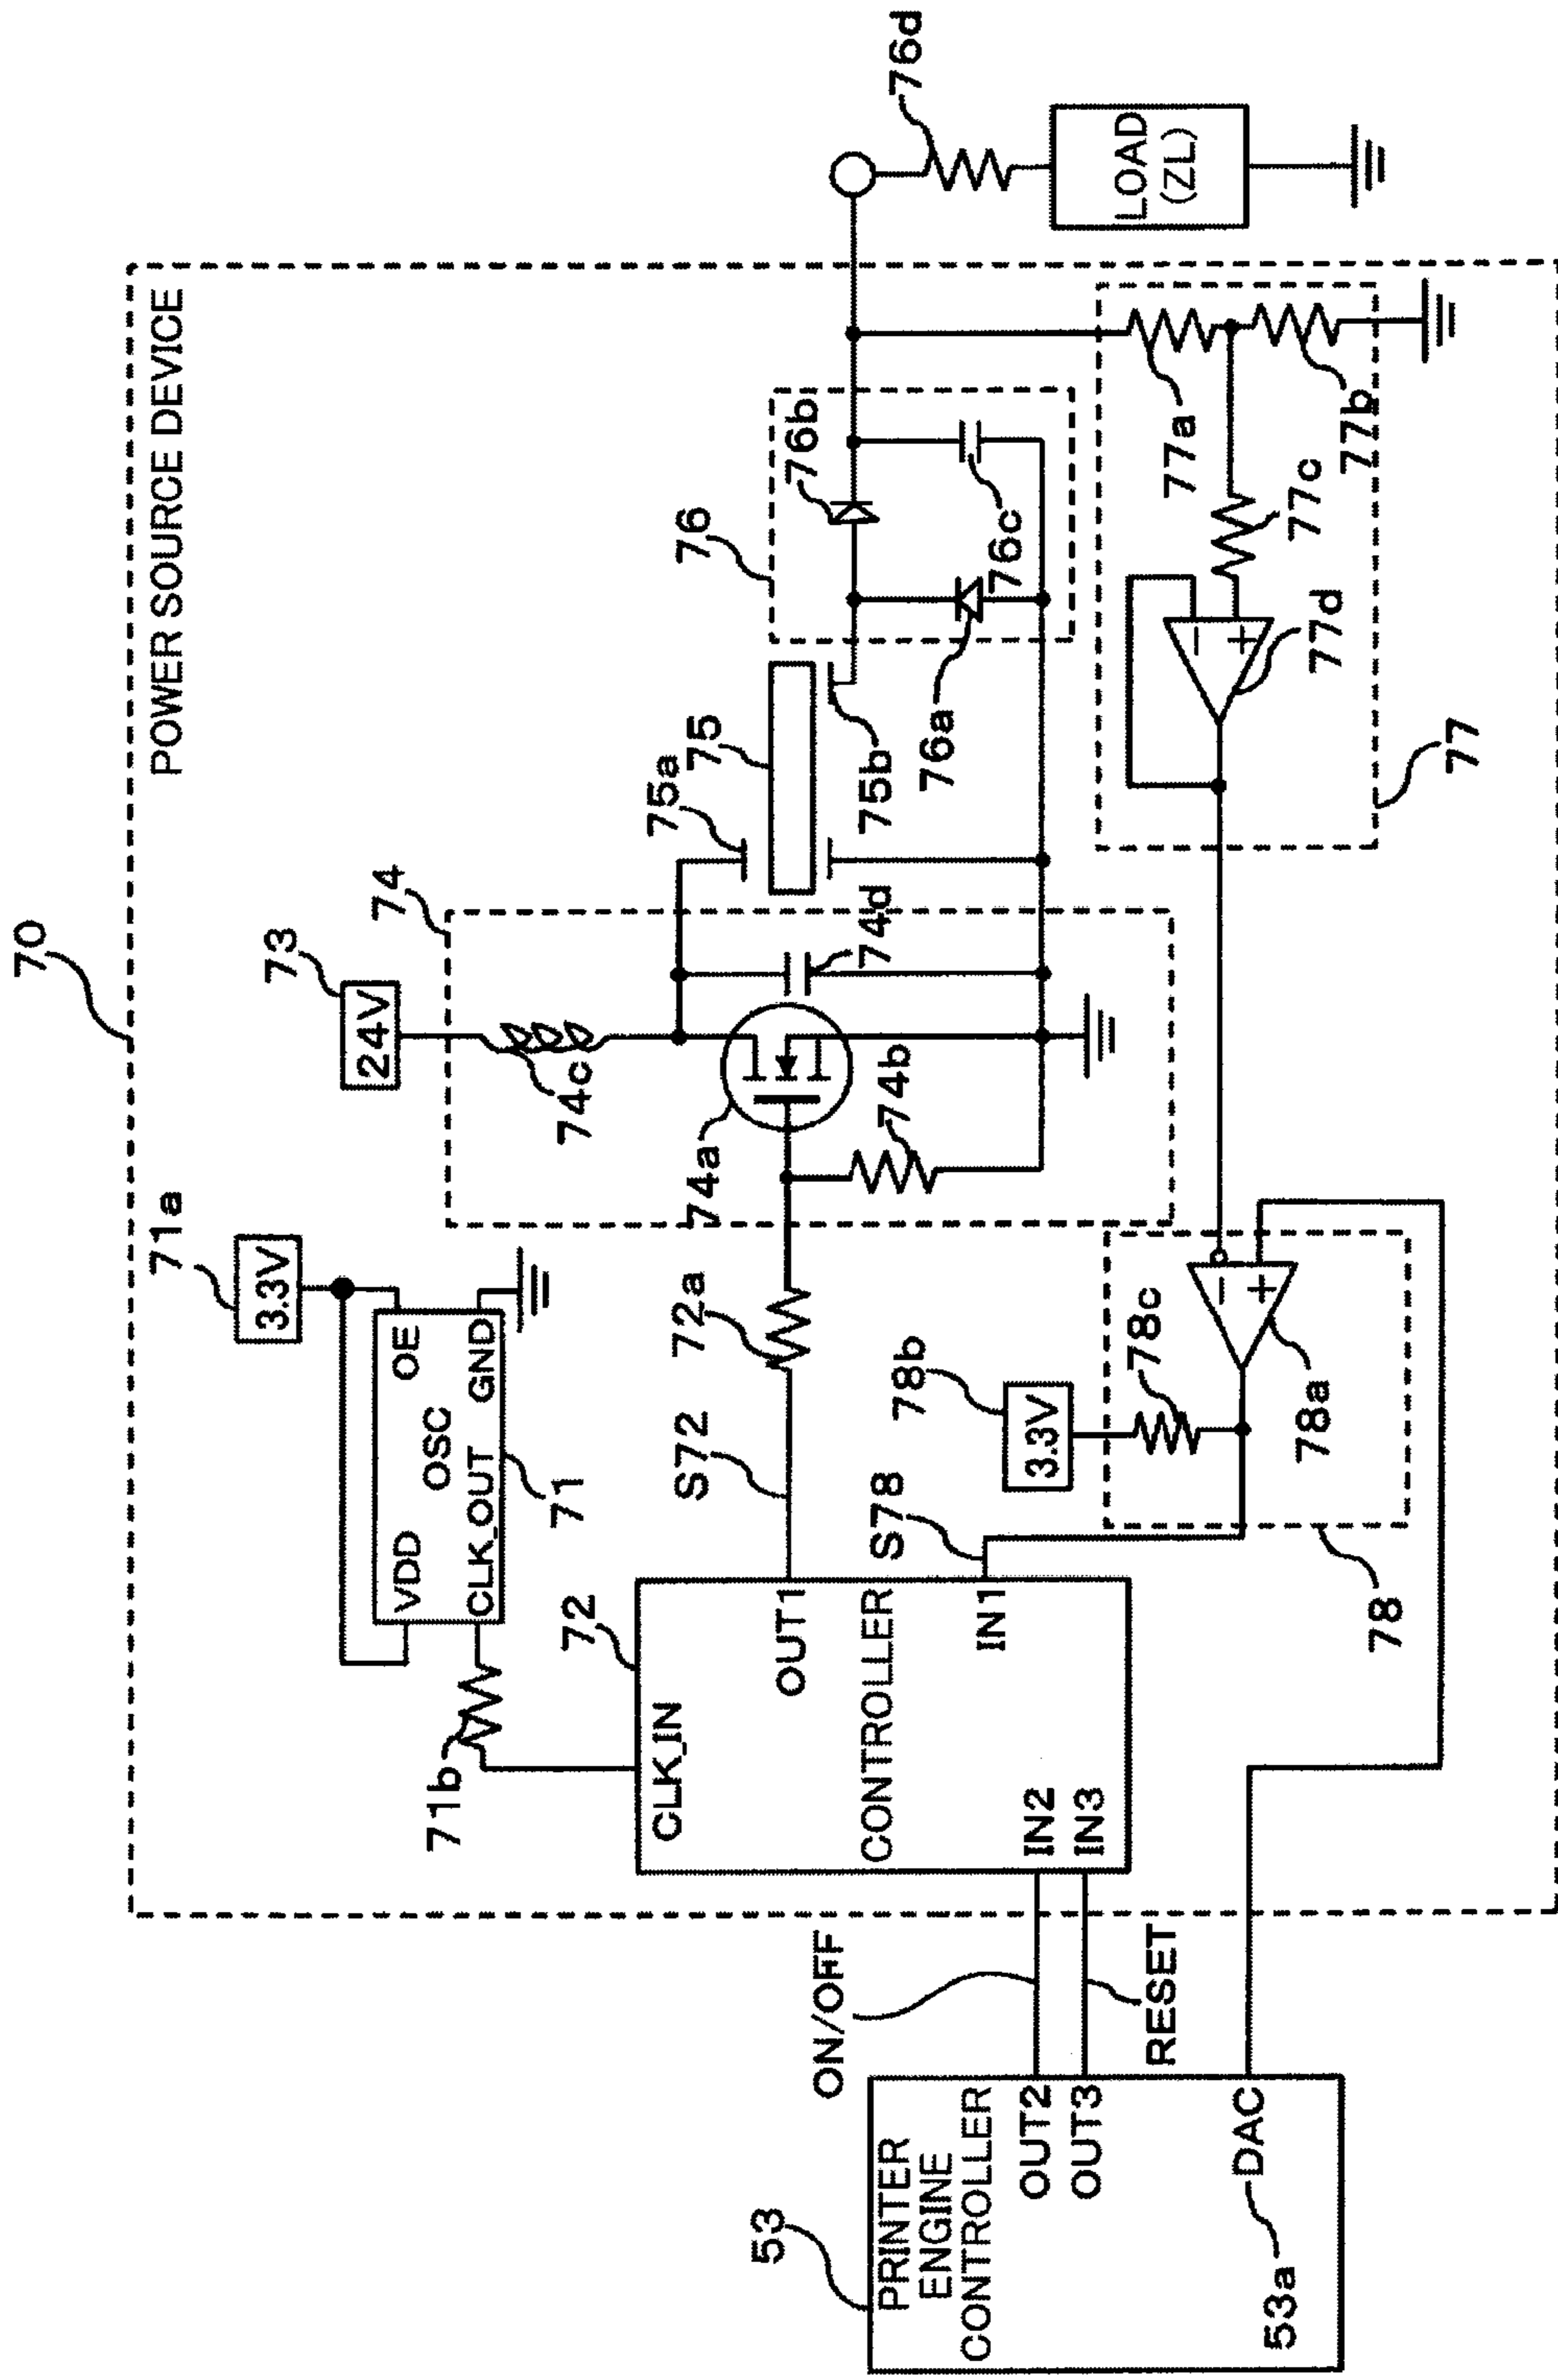 70
POWER SOURCE DEVICE
71a
3.3V
VDD
OE
OSC
CLK_OUT
GND
71
71b
73
24V
74
74c
74a
74b
74d
75a
75
75b
76
76b
76a
76c
76d
LOAD
(ZL)
72
CLK_IN
OUT1
CONTROLLER
IN1
IN2
IN3
S72
72a
S78
78b
3.3V
78c
78a
78
77a
77b
77c
77d
77
ON/OFF
RESET
53
PRINTER
ENGINE
CONTROLLER
OUT2
OUT3
DAC
53a